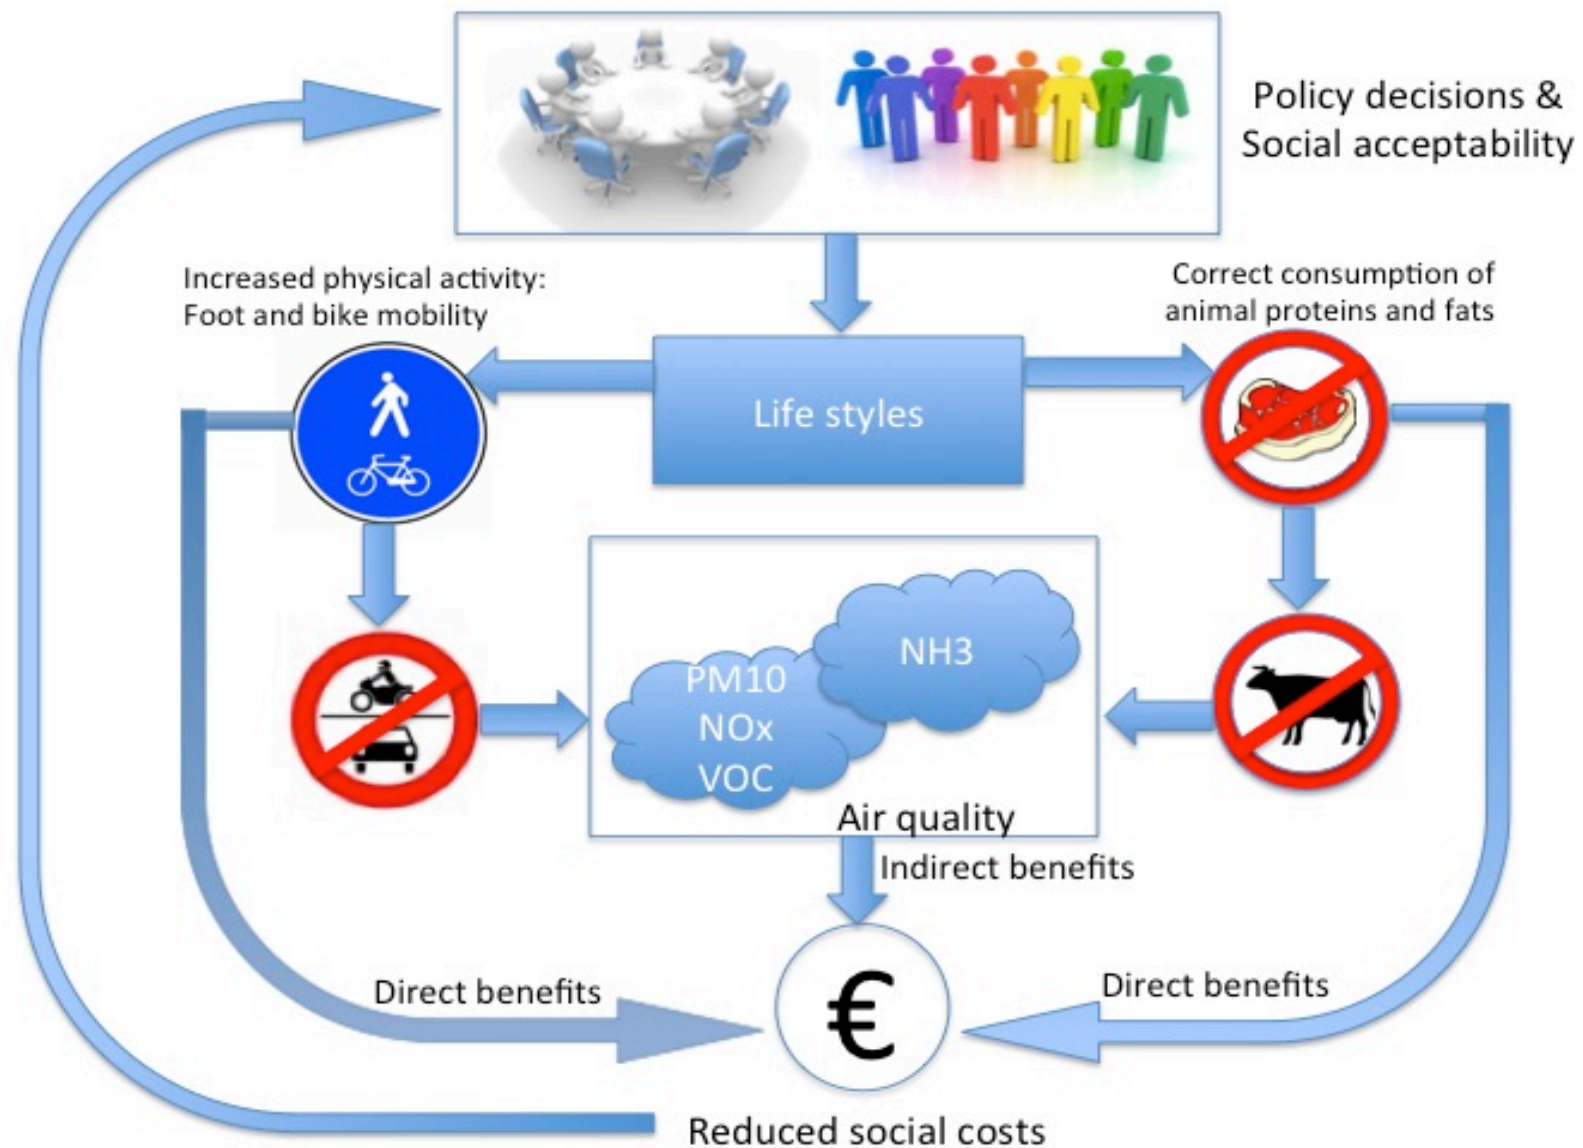 Policy decisions &
Social acceptability
Increased physical activity:
Foot and bike mobility
Correct consumption of
animal proteins and fats
Life styles
NH3
PM10
NOx
VOC
Air quality
Indirect benefits
Direct benefits
Direct benefits
€
Reduced social costs